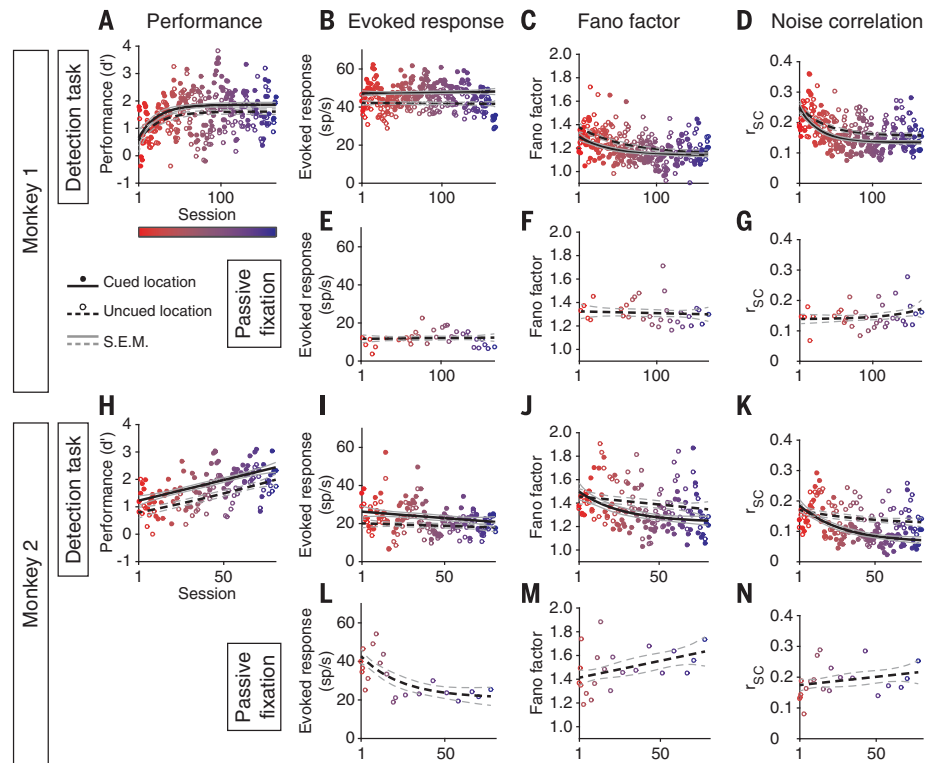 A Performance
B Evoked response
C Fano factor
D Noise correlation
Monkey 1
Detection task
Performance (d')
4
3
2
1
0
-1
1 100
Session
Evoked response
(sp/s)
60
40
20
0
1 100
Fano factor
2.0
1.8
1.6
1.4
1.2
1.0
1 100
rSC
0.4
0.3
0.2
0.1
0
1 100
Cued location
Uncued location
S.E.M.
Passive
fixation
E
Evoked response
(sp/s)
60
40
20
0
1 100
F
Fano factor
2.0
1.8
1.6
1.4
1.2
1.0
1 100
G
rSC
0.4
0.3
0.2
0.1
0
1 100
Monkey 2
Detection task
H
Performance (d')
4
3
2
1
0
-1
1 50
Session
I
Evoked response
(sp/s)
60
40
20
0
1 50
J
Fano factor
2.0
1.8
1.6
1.4
1.2
1.0
1 50
K
rSC
0.4
0.3
0.2
0.1
0
1 50
Passive
fixation
L
Evoked response
(sp/s)
60
40
20
0
1 50
M
Fano factor
2.0
1.8
1.6
1.4
1.2
1.0
1 50
N
rSC
0.4
0.3
0.2
0.1
0
1 50